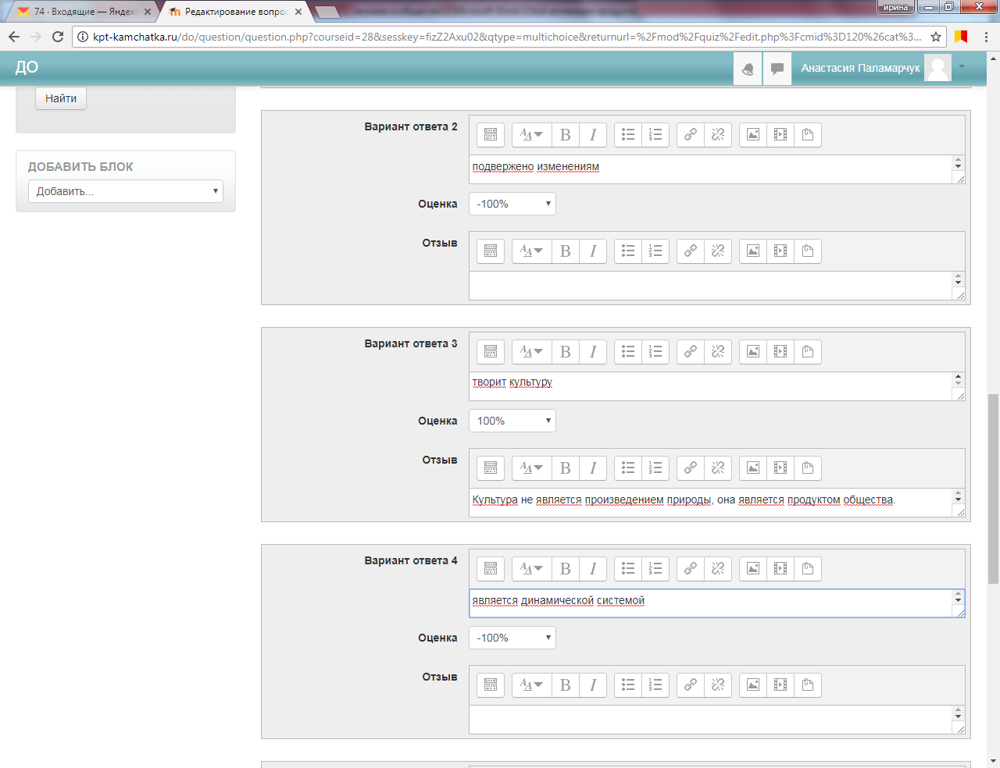 74 · Входящие — Яндекс
Редактирование вопрос
ирина
kpt-kamchatka.ru/do/question/question.php?courseid=28&sesskey=fizZ2Axu02&qtype=multichoice&returnurl=%2Fmod%2Fquiz%2Fedit.php%3Fcmid%3D120%26cat%3...
ДО
Анастасия Паламарчук
Найти
ДОБАВИТЬ БЛОК
Добавить...
Вариант ответа 2
подвержено изменениям
Оценка
-100%
Отзыв
Вариант ответа 3
творит культуру
Оценка
100%
Отзыв
Культура не является произведением природы, она является продуктом общества.
Вариант ответа 4
является динамической системой
Оценка
-100%
Отзыв